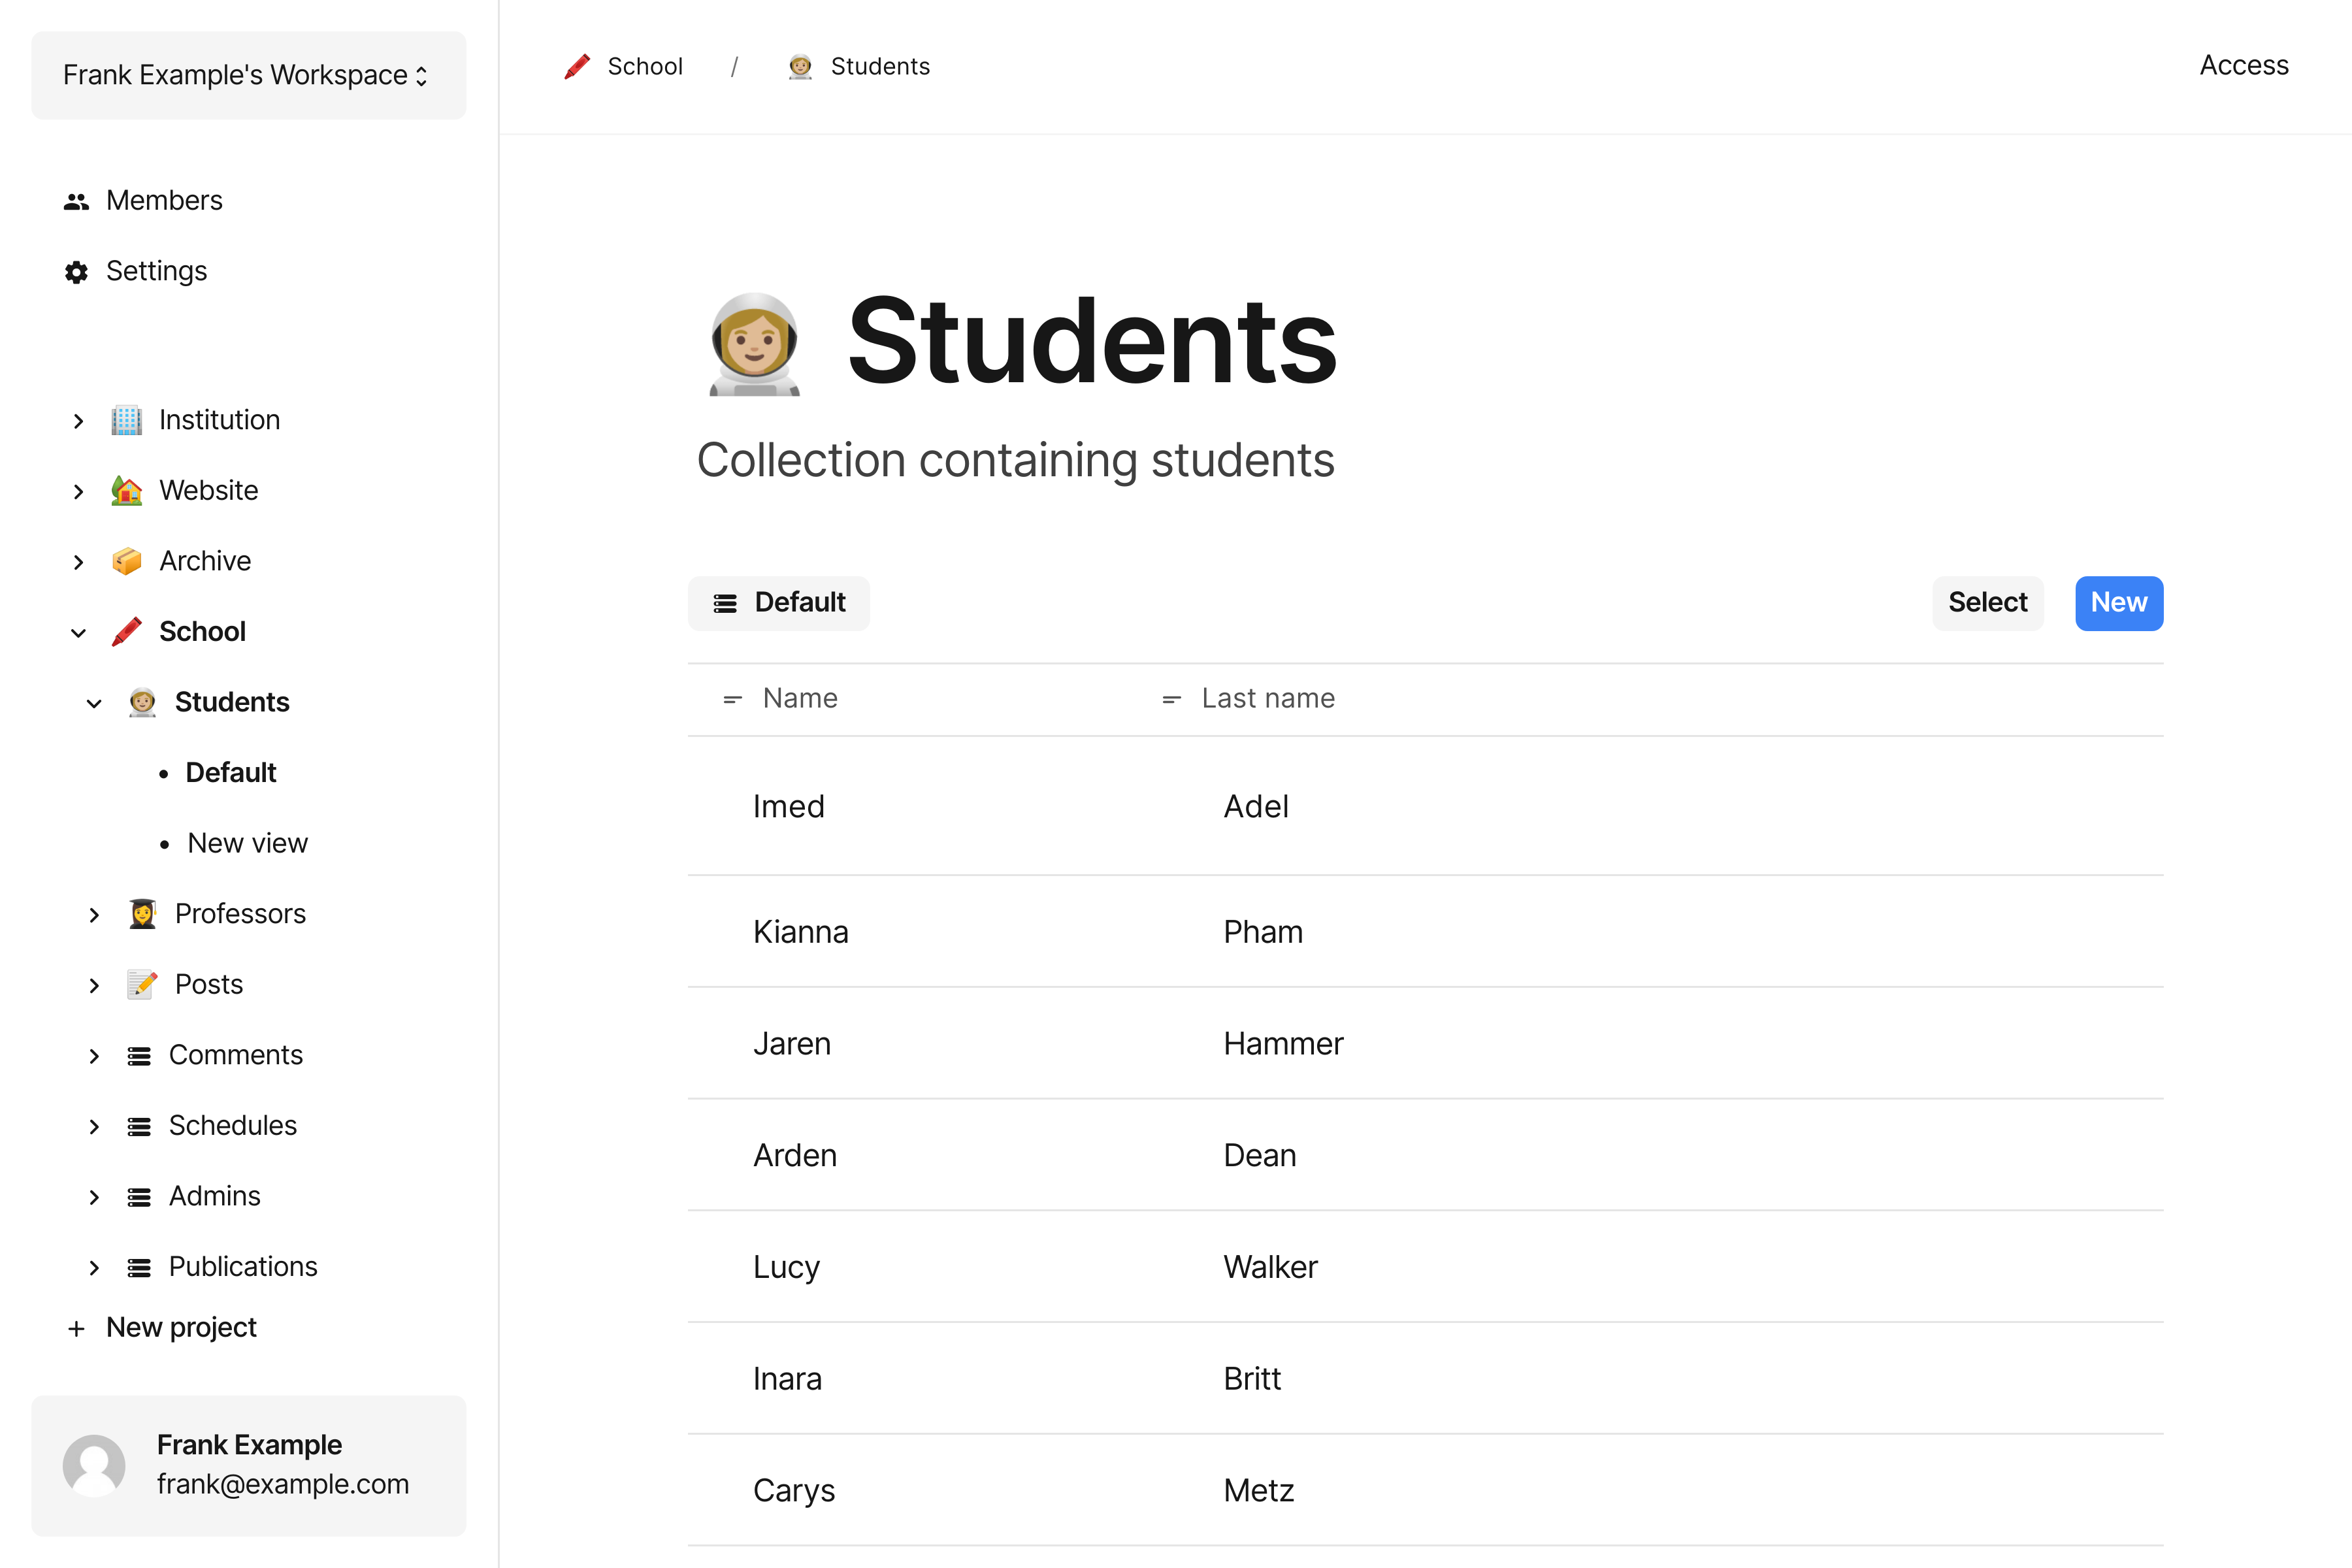 Frank Example's Workspace
Members
Settings
Institution
Website
Archive
School
Students
Default
New view
Professors
Posts
Comments
Schedules
Admins
Publications
New project
Frank Example
frank@example.com
School / Students
Access
Students
Collection containing students
Default
Select New
Name Last name
Imed Adel
Kianna Pham
Jaren Hammer
Arden Dean
Lucy Walker
Inara Britt
Carys Metz